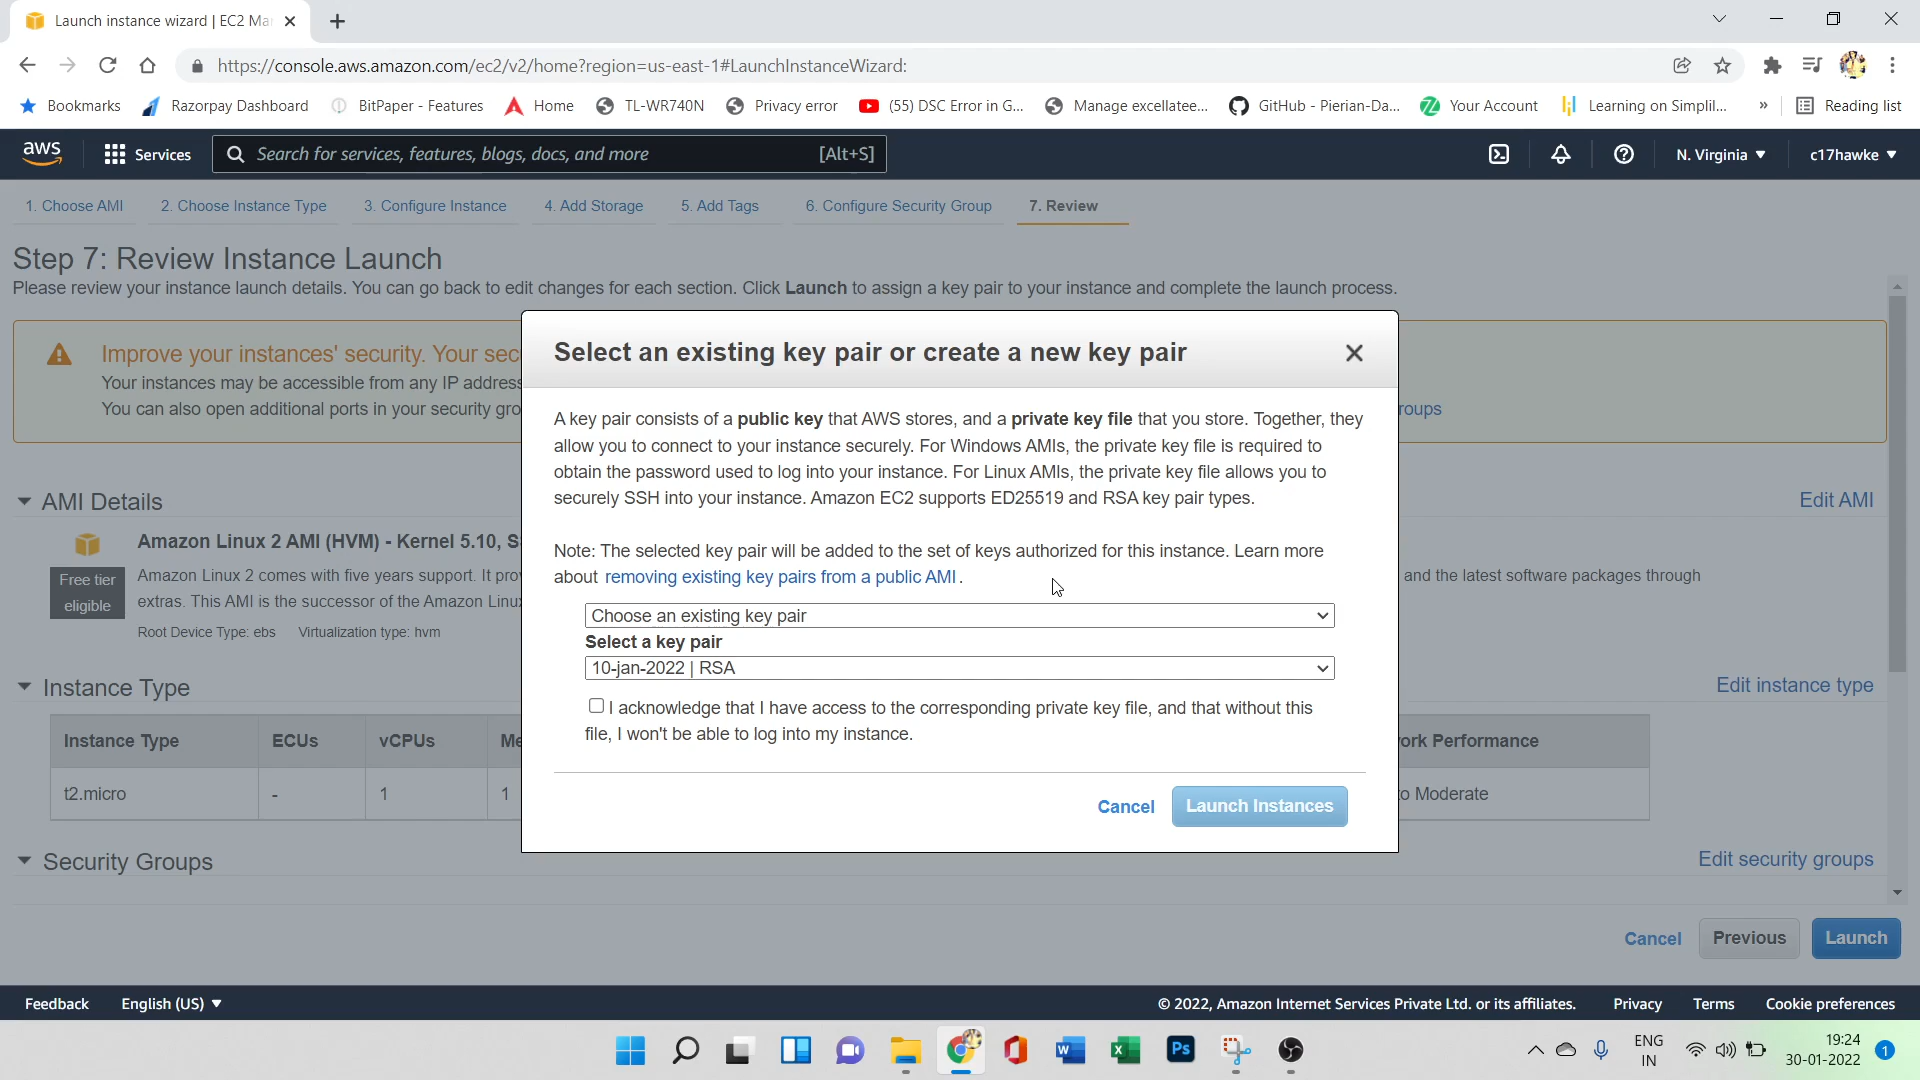 Launch instance wizard | EC2 Mar
https://console.aws.amazon.com/ec2/v2/home?region=us-east-1#LaunchInstanceWizard:
Bookmarks Razorpay Dashboard BitPaper - Features Home TL-WR740N Privacy error (55) DSC Error in G... Manage excellatee... GitHub - Pierian-Da... Your Account Learning on Simplil... » Reading list
aws Services Search for services, features, blogs, docs, and more [Alt+S] N. Virginia c17hawke
1. Choose AMI 2. Choose Instance Type 3. Configure Instance 4. Add Storage 5. Add Tags 6. Configure Security Group 7. Review
Step 7: Review Instance Launch
Please review your instance launch details. You can go back to edit changes for each section. Click Launch to assign a key pair to your instance and complete the launch process.
Improve your instances' security. Your sec
Your instances may be accessible from any IP address
You can also open additional ports in your security gro
roups
Select an existing key pair or create a new key pair
A key pair consists of a public key that AWS stores, and a private key file that you store. Together, they
allow you to connect to your instance securely. For Windows AMIs, the private key file is required to
obtain the password used to log into your instance. For Linux AMIs, the private key file allows you to
securely SSH into your instance. Amazon EC2 supports ED25519 and RSA key pair types.
Note: The selected key pair will be added to the set of keys authorized for this instance. Learn more
about removing existing key pairs from a public AMI.
Choose an existing key pair
Select a key pair
10-jan-2022 | RSA
I acknowledge that I have access to the corresponding private key file, and that without this
file, I won't be able to log into my instance.
Cancel Launch Instances
AMI Details Edit AMI
Amazon Linux 2 AMI (HVM) - Kernel 5.10, S
Free tier
eligible
Amazon Linux 2 comes with five years support. It pro
and the latest software packages through
extras. This AMI is the successor of the Amazon Linu
Root Device Type: ebs Virtualization type: hvm
Instance Type Edit instance type
Instance Type ECUs vCPUs Me ork Performance
t2.micro - 1 1 o Moderate
Security Groups Edit security groups
Cancel Previous Launch
Feedback English (US) © 2022, Amazon Internet Services Private Ltd. or its affiliates. Privacy Terms Cookie preferences
ENG
IN
19:24
30-01-2022
1
W X Ps